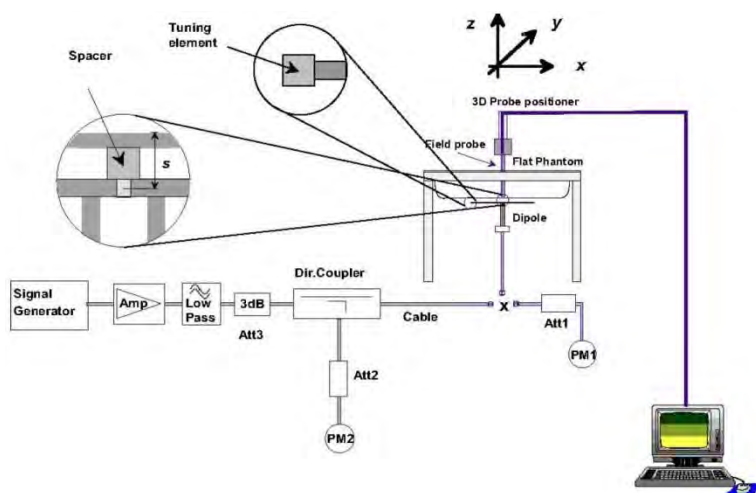 Tuning
element
Spacer
s
z
y
x
3D Probe positioner
Field probe
Flat Phantom
Dipole
Dir.Coupler
Signal
Generator
Amp
Low
Pass
3dB
Att3
Cable
x
Att1
PM1
Att2
PM2